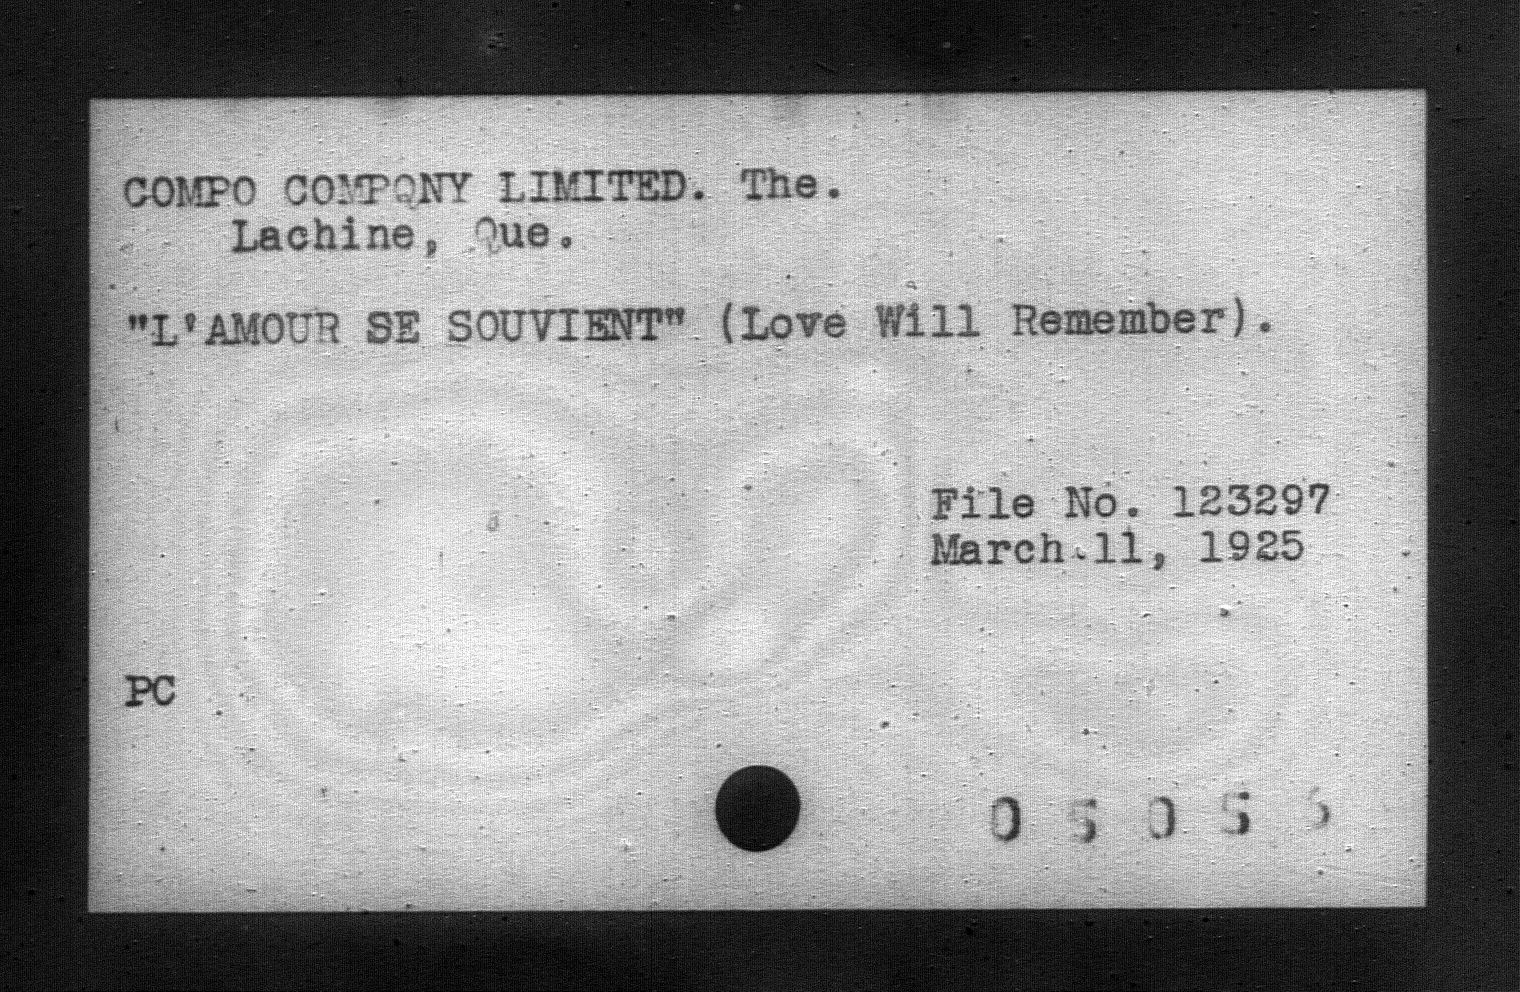 COMPO COMPQNY LIMITED. The.
Lachine, Que.
"L'AMOUR SE SOUVIENT" (Love Will Remember).
File No. 123297
March 11, 1925
PC
0 5 0 5 5